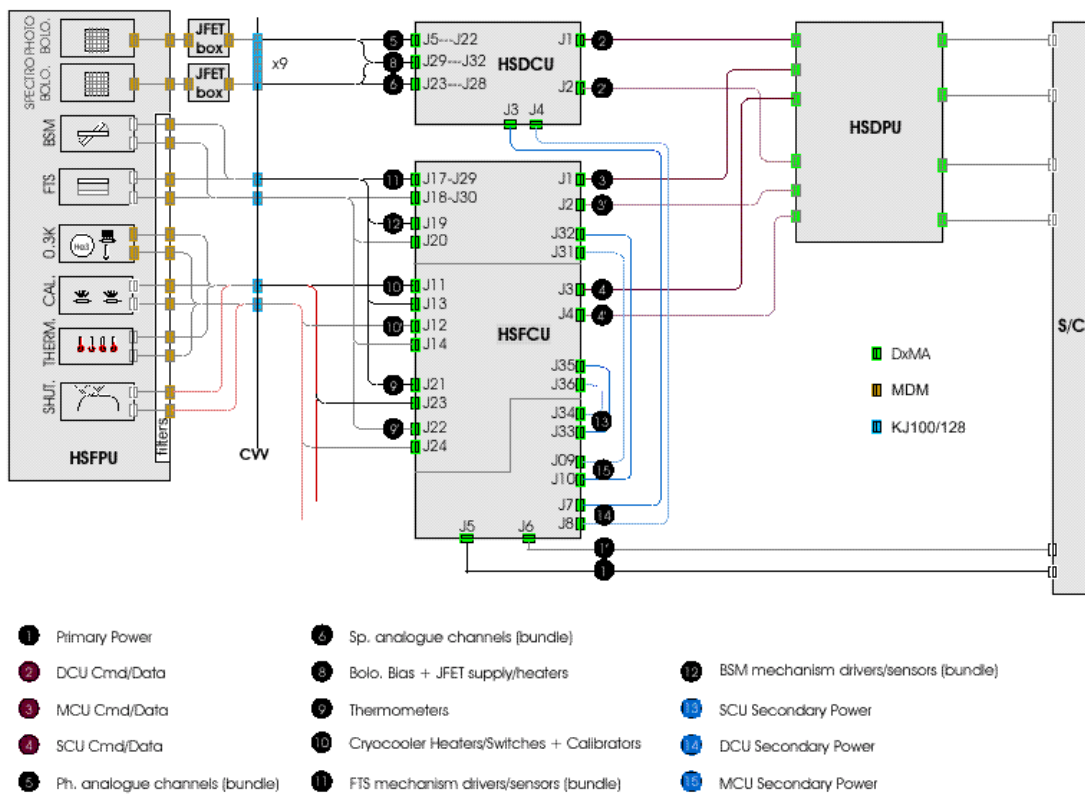 SPECTRO PHOTO
BOLO. BOLO.
JFET
box
JFET
box
x9
BSM
FTS
0.3K
He3
CAL.
THERM.
SHUT.
HSFPU
filters
CVV
5
8
6
J5---J22
J29---J32
J23---J28
HSDCU
J1
J2
J3
J4
2
2'
HSDPU
S/C
11
12
10
10'
9
9'
J17-J29
J18-J30
J19
J20
J11
J13
J12
J14
J21
J23
J22
J24
HSFCU
J1
J2
J32
J31
J3
J4
J35
J36
J34
J33
J09
J10
J7
J8
J5
J6
3
3'
4
4'
13
15
14
1'
1
DxMA
MDM
KJ100/128
1 Primary Power
2 DCU Cmd/Data
3 MCU Cmd/Data
4 SCU Cmd/Data
5 Ph. analogue channels (bundle)
6 Sp. analogue channels (bundle)
8 Bolo. Bias + JFET supply/heaters
9 Thermometers
10 Cryocooler Heaters/Switches + Calibrators
11 FTS mechanism drivers/sensors (bundle)
12 BSM mechanism drivers/sensors (bundle)
13 SCU Secondary Power
14 DCU Secondary Power
15 MCU Secondary Power